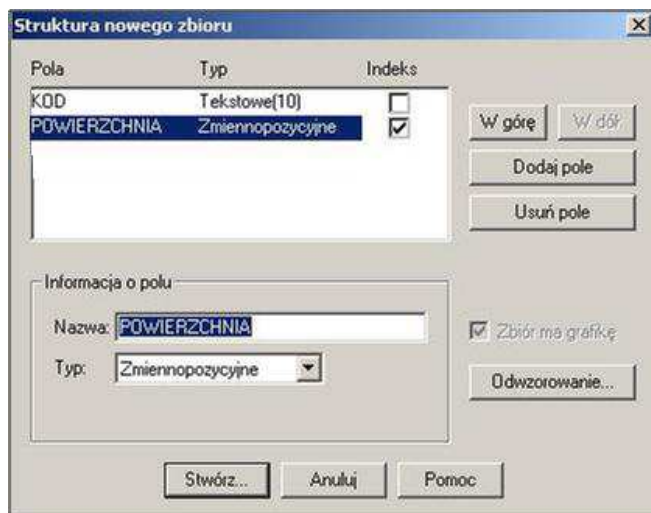 Struktura nowego zbioru
Pola Typ Indeks
KOD Tekstowe(10)
POWIERZCHNIA Zmiennopozycyjne
W górę W dół
Dodaj pole
Usuń pole
Informacja o polu
Nazwa: POWIERZCHNIA
Typ: Zmiennopozycyjne
Zbiór ma grafikę
Odwzorowanie...
Stwórz... Anuluj Pomoc